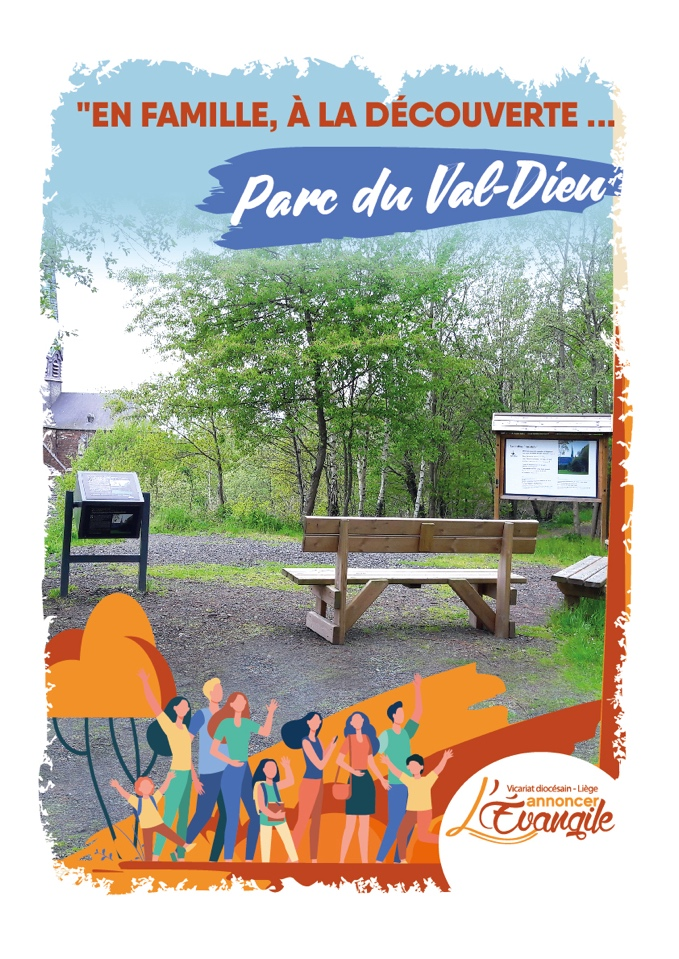 "EN FAMILLE, À LA DÉCOUVERTE ...
Parc du Val-Dieu"
Vicariat diocésain - Liège
annoncer
L'Évangile